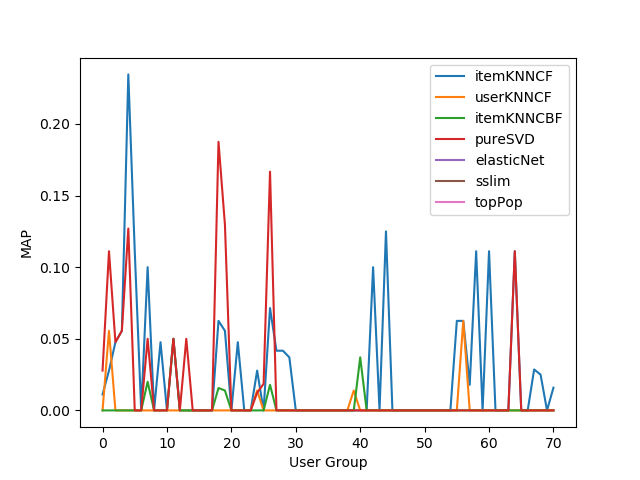 itemKNNCF
userKNNCF
itemKNNCBF
pureSVD
elasticNet
sslim
topPop
0.20
0.15
0.10
0.05
0.00
MAP
0 10 20 30 40 50 60 70
User Group